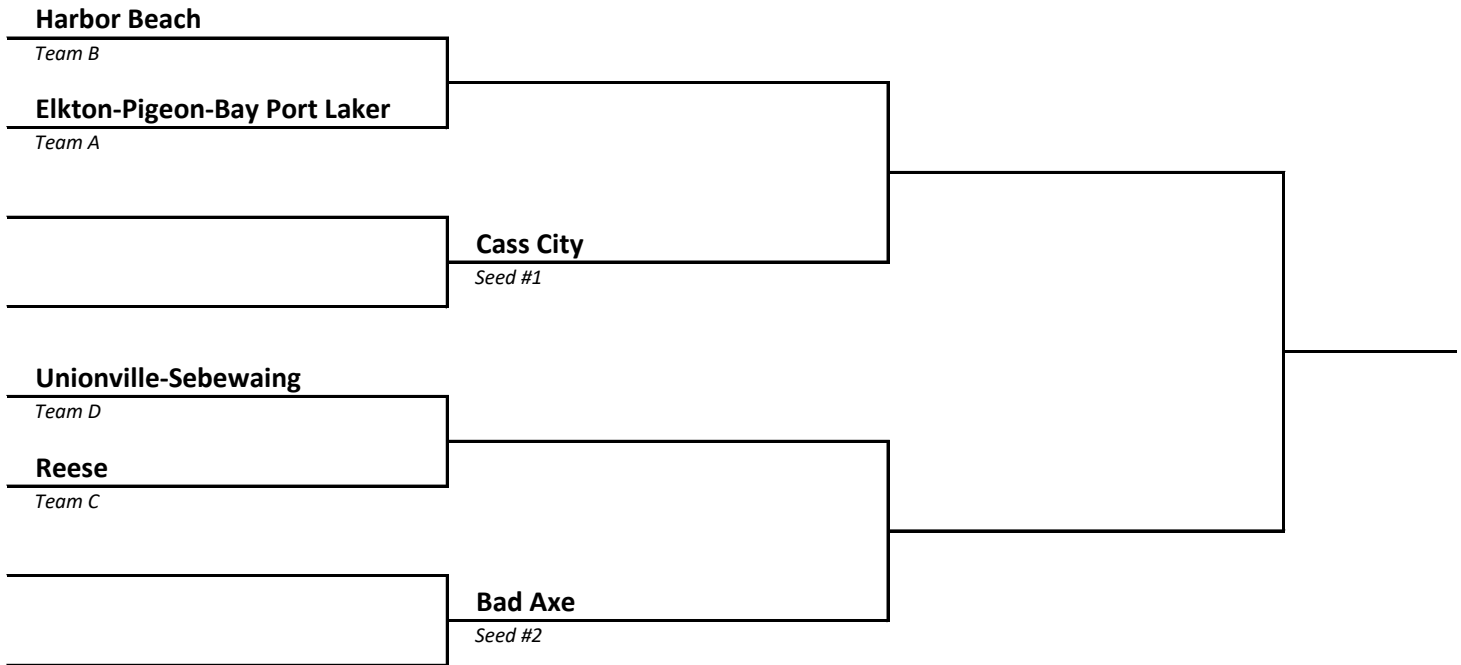 Harbor Beach
Team B
Elkton-Pigeon-Bay Port Laker
Team A
Cass City
Seed #1
Unionville-Sebewaing
Team D
Reese
Team C
Bad Axe
Seed #2